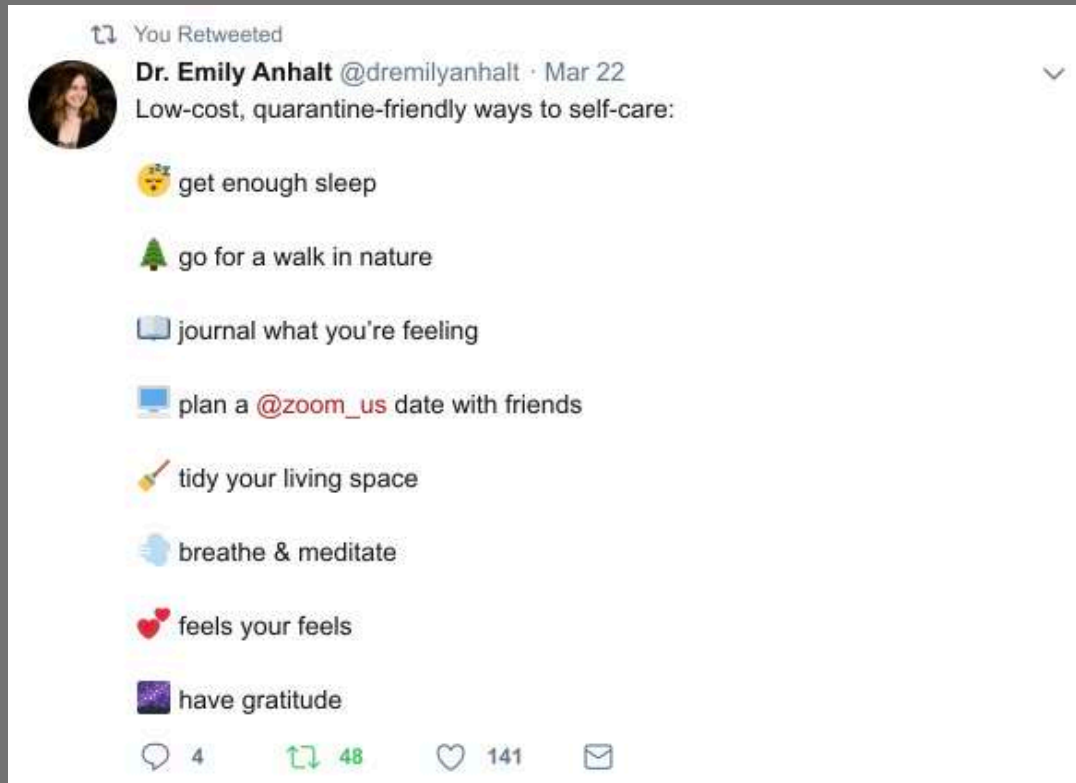 You Retweeted
Dr. Emily Anhalt @dremilyanhalt · Mar 22
Low-cost, quarantine-friendly ways to self-care:
😴 get enough sleep
🌲 go for a walk in nature
📖 journal what you're feeling
🖥 plan a @zoom_us date with friends
🧹 tidy your living space
🌬 breathe & meditate
💕 feels your feels
🌌 have gratitude
4 48 141